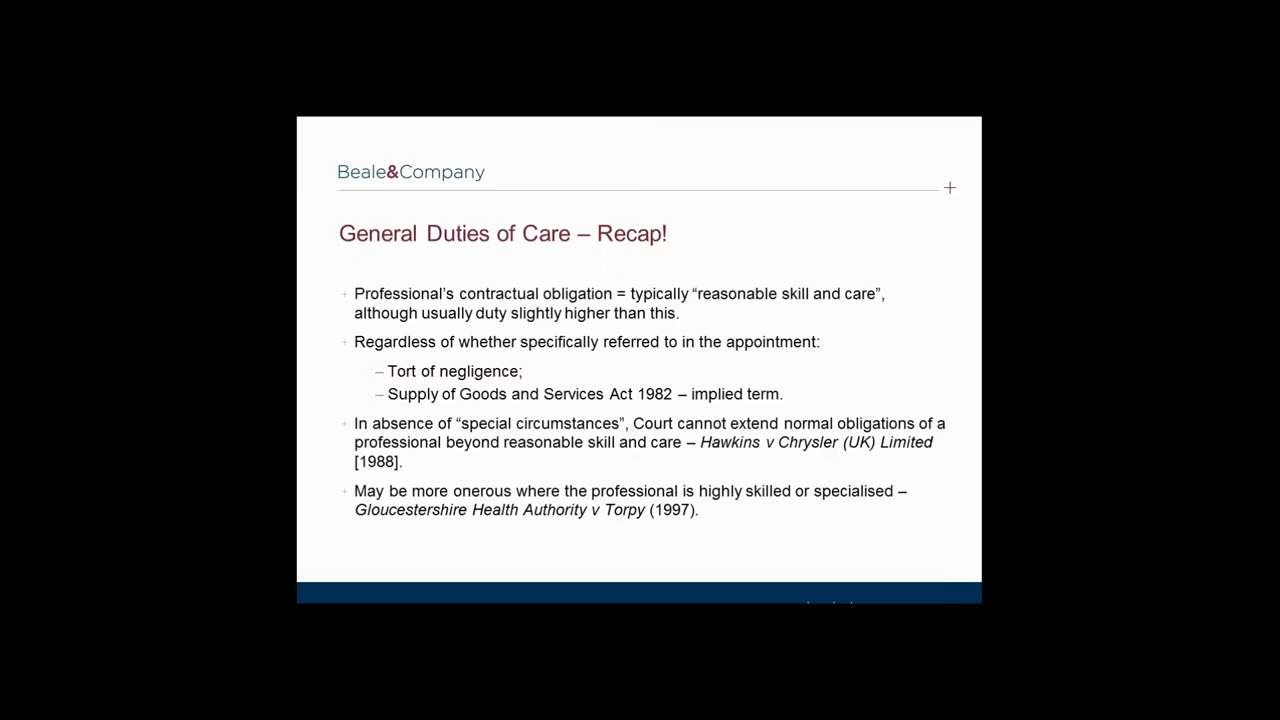 Beale&Company
General Duties of Care – Recap!
Professional's contractual obligation = typically “reasonable skill and care”,
although usually duty slightly higher than this.
Regardless of whether specifically referred to in the appointment:
– Tort of negligence;
– Supply of Goods and Services Act 1982 – implied term.
In absence of “special circumstances”, Court cannot extend normal obligations of a
professional beyond reasonable skill and care – Hawkins v Chrysler (UK) Limited
[1988].
May be more onerous where the professional is highly skilled or specialised –
Gloucestershire Health Authority v Torpy (1997).